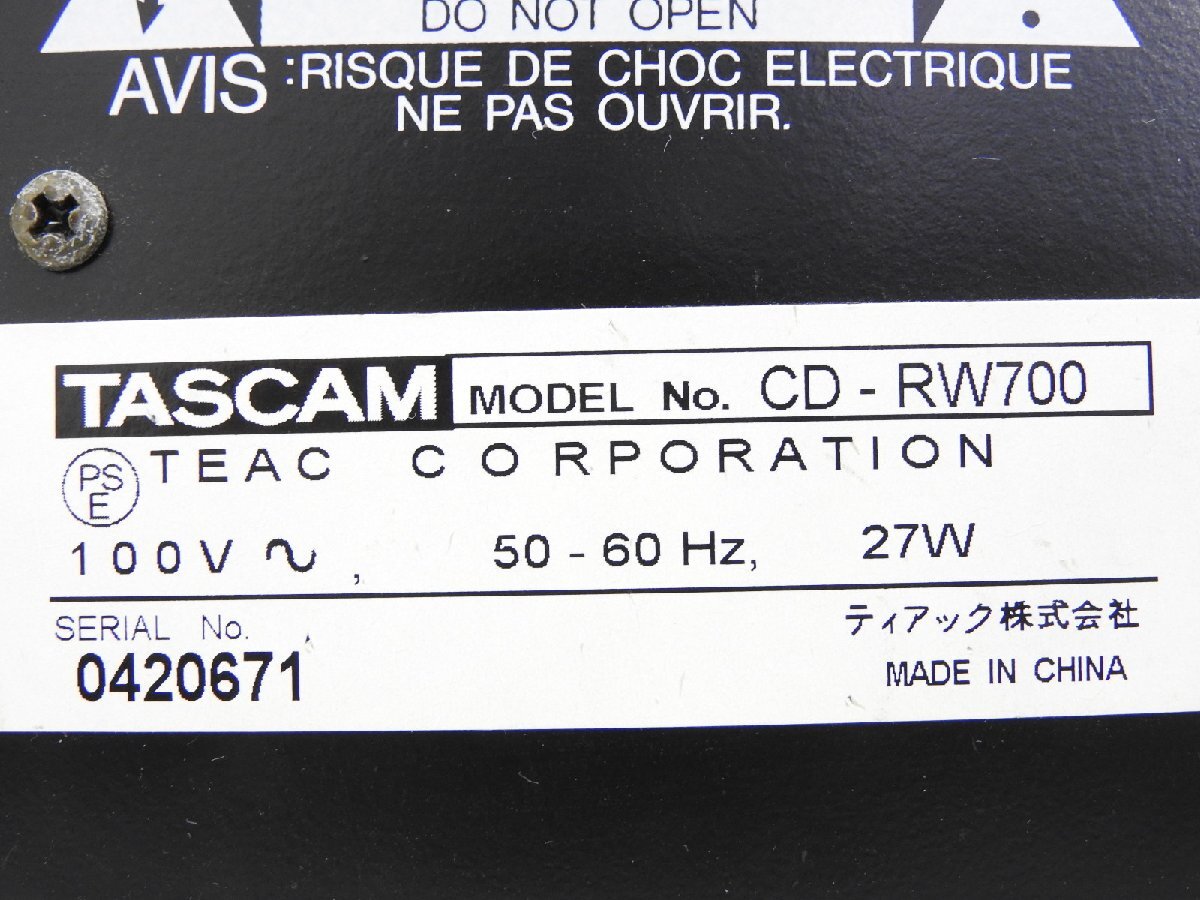 DO NOT OPEN
AVIS :RISQUE DE CHOC ELECTRIQUE
NE PAS OUVRIR.
TASCAM MODEL No. CD - RW700
PS
E
TEAC CORPORATION
100V ∿, 50 - 60 Hz, 27W
SERIAL No.
0420671
ティアック株式会社
MADE IN CHINA